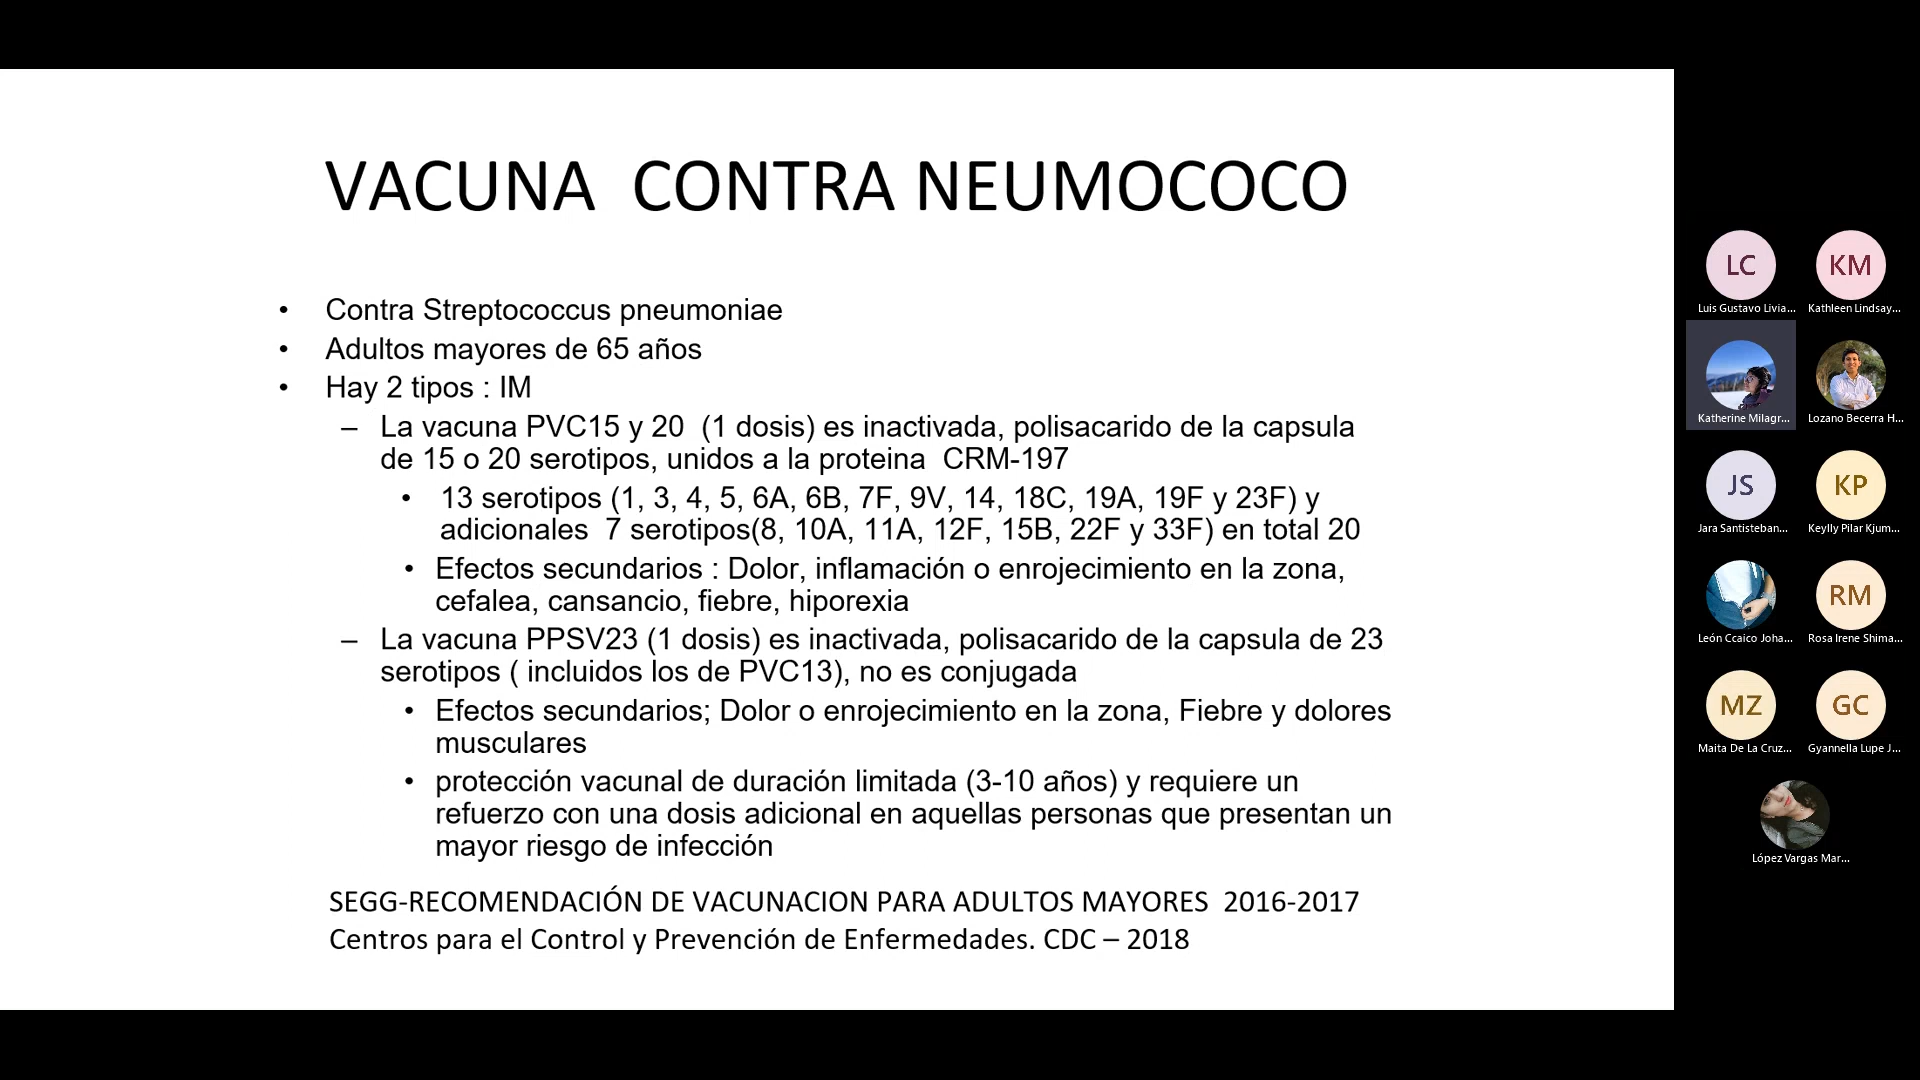 VACUNA  CONTRA NEUMOCOCO
• Contra Streptococcus pneumoniae
• Adultos mayores de 65 años
• Hay 2 tipos : IM
– La vacuna PVC15 y 20  (1 dosis) es inactivada, polisacarido de la capsula
de 15 o 20 serotipos, unidos a la proteina  CRM-197
• 13 serotipos (1, 3, 4, 5, 6A, 6B, 7F, 9V, 14, 18C, 19A, 19F y 23F) y
adicionales  7 serotipos(8, 10A, 11A, 12F, 15B, 22F y 33F) en total 20
• Efectos secundarios : Dolor, inflamación o enrojecimiento en la zona,
cefalea, cansancio, fiebre, hiporexia
– La vacuna PPSV23 (1 dosis) es inactivada, polisacarido de la capsula de 23
serotipos ( incluidos los de PVC13), no es conjugada
• Efectos secundarios; Dolor o enrojecimiento en la zona, Fiebre y dolores
musculares
• protección vacunal de duración limitada (3-10 años) y requiere un
refuerzo con una dosis adicional en aquellas personas que presentan un
mayor riesgo de infección
SEGG-RECOMENDACIÓN DE VACUNACION PARA ADULTOS MAYORES  2016-2017
Centros para el Control y Prevención de Enfermedades. CDC – 2018
LC
Luis Gustavo Livia...
KM
Kathleen Lindsay...
Katherine Milagr...
Lozano Becerra H...
JS
Jara Santisteban...
KP
Keylly Pilar Kjum...
León Ccaico Joha...
RM
Rosa Irene Shima...
MZ
Maita De La Cruz...
GC
Gyannella Lupe J...
López Vargas Mar...